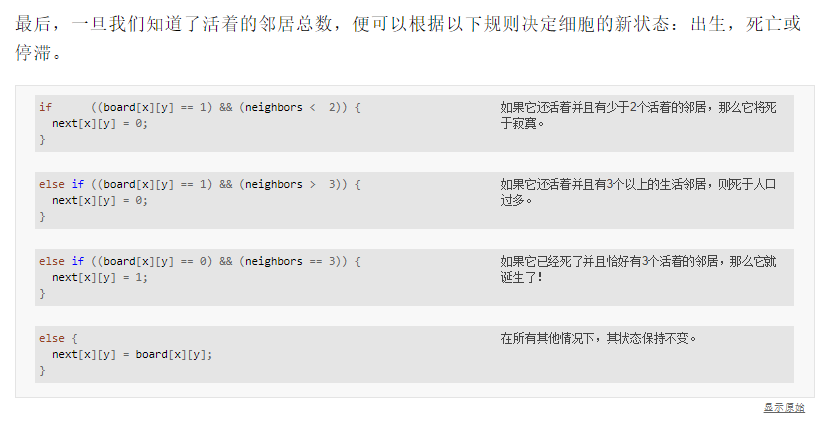 最后，一旦我们知道了活着的邻居总数，便可以根据以下规则决定细胞的新状态：出生，死亡或
停滞。
if     ((board[x][y] == 1) && (neighbors <  2)) {
  next[x][y] = 0;
}
如果它还活着并且有少于2个活着的邻居，那么它将死
于寂寞。
else if ((board[x][y] == 1) && (neighbors >  3)) {
  next[x][y] = 0;
}
如果它还活着并且有3个以上的生活邻居，则死于人口
过多。
else if ((board[x][y] == 0) && (neighbors == 3)) {
  next[x][y] = 1;
}
如果它已经死了并且恰好有3个活着的邻居，那么它就
诞生了！
else {
  next[x][y] = board[x][y];
}
在所有其他情况下，其状态保持不变。
显示原始